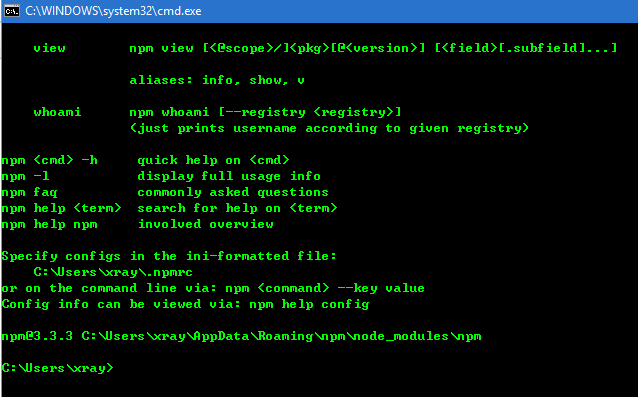 C:\WINDOWS\system32\cmd.exe
view npm view [<@scope>/]<pkg>[@<version>] [<field>[.subfield]...]
aliases: info, show, v
whoami npm whoami [--registry <registry>]
(just prints username according to given registry)
npm <cmd> -h quick help on <cmd>
npm -l display full usage info
npm faq commonly asked questions
npm help <term> search for help on <term>
npm help npm involved overview
Specify configs in the ini-formatted file:
C:\Users\xray\.npmrc
or on the command line via: npm <command> --key value
Config info can be viewed via: npm help config
npm@3.3.3 C:\Users\xray\AppData\Roaming\npm\node_modules\npm
C:\Users\xray>